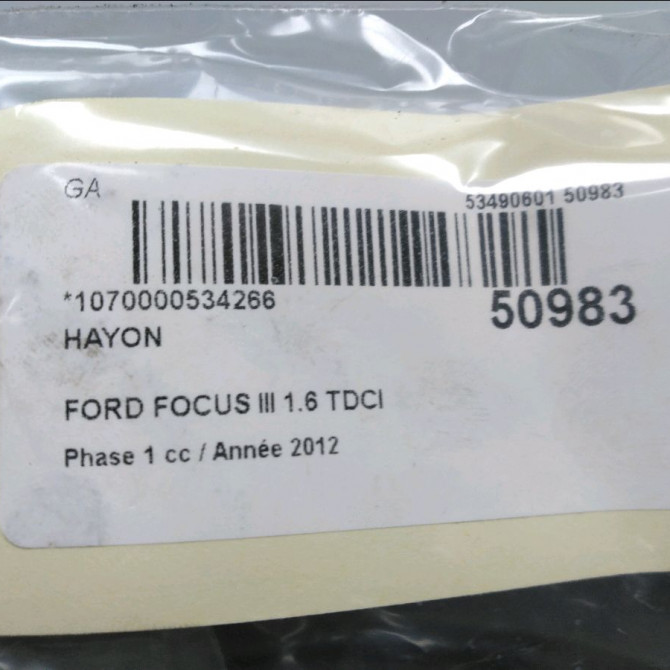 GA
53490601 50983
*1070000534266
50983
HAYON
FORD FOCUS III 1.6 TDCI
Phase 1 cc / Année 2012